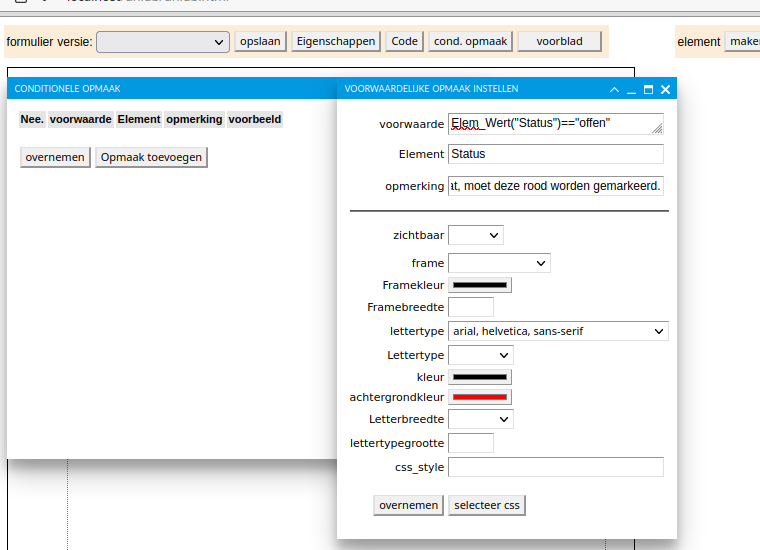 formulier versie: opslaan Eigenschappen Code cond. opmaak voorblad element
CONDITIONELE OPMAAK
Nee. voorwaarde Element opmerking voorbeeld
overnemen Opmaak toevoegen
VOORWAARDELIJKE OPMAAK INSTELLEN
voorwaarde Elem_Wert("Status")=="offen"
Element Status
opmerking moet deze rood worden gemarkeerd.
zichtbaar
frame
Framekleur
Framebreedte
lettertype arial, helvetica, sans-serif
Lettertype
kleur
achtergrondkleur
Letterbreedte
lettertypegrootte
css_style
overnemen selecteer css